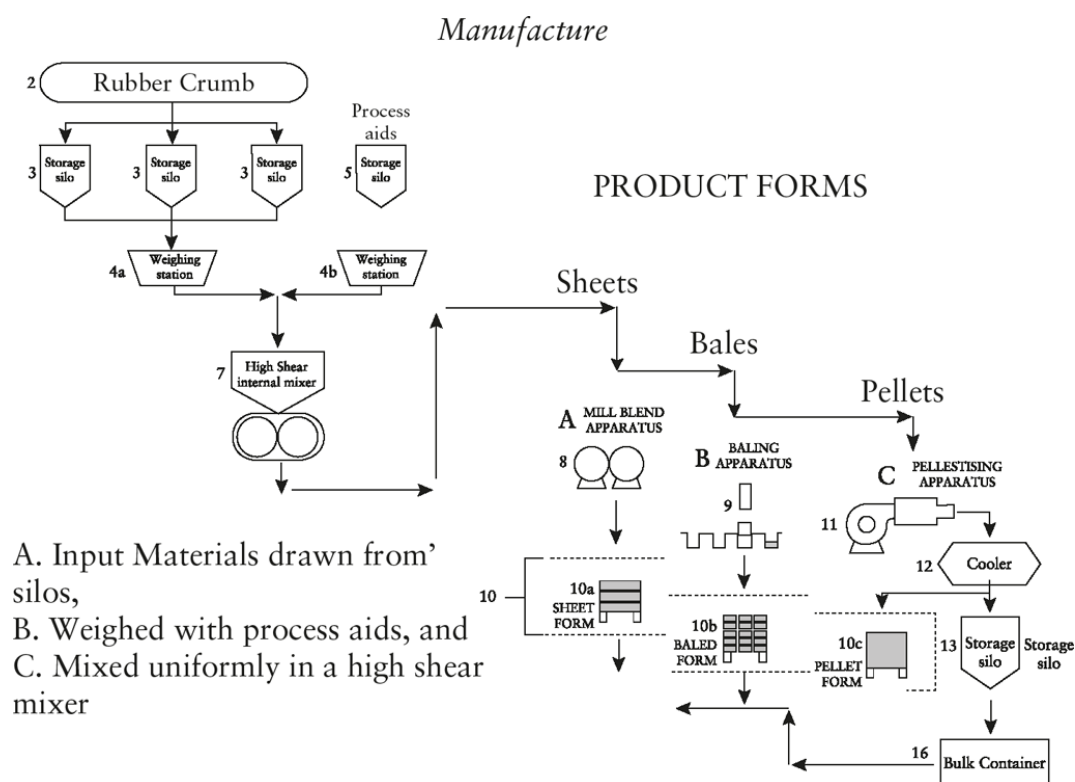 Manufacture
2 Rubber Crumb
Process
aids
3 Storage
silo
3 Storage
silo
3 Storage
silo
5 Storage
silo
PRODUCT FORMS
4a Weighing
station
4b Weighing
station
Sheets
Bales
Pellets
7 High Shear
internal mixer
A MILL BLEND
APPARATUS
8
B BALING
APPARATUS
9
C PELLESTISING
APPARATUS
11
12 Cooler
10
10a
SHEET
FORM
10b
BALED
FORM
10c
PELLET
FORM
13 Storage
silo
Storage
silo
16 Bulk Container
A. Input Materials drawn from’
silos,
B. Weighed with process aids, and
C. Mixed uniformly in a high shear
mixer